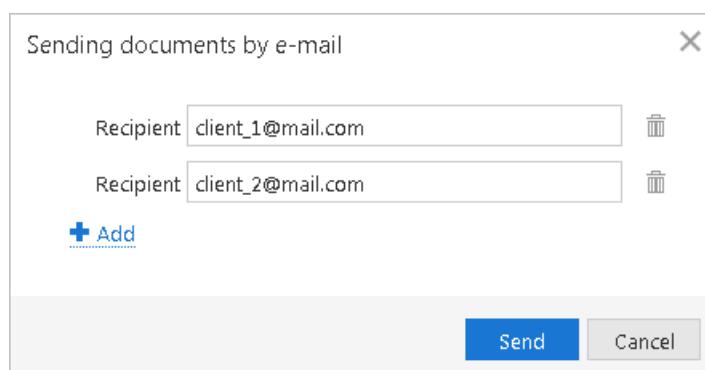 Sending documents by e-mail
Recipient client_1@mail.com
Recipient client_2@mail.com
Add
Send Cancel